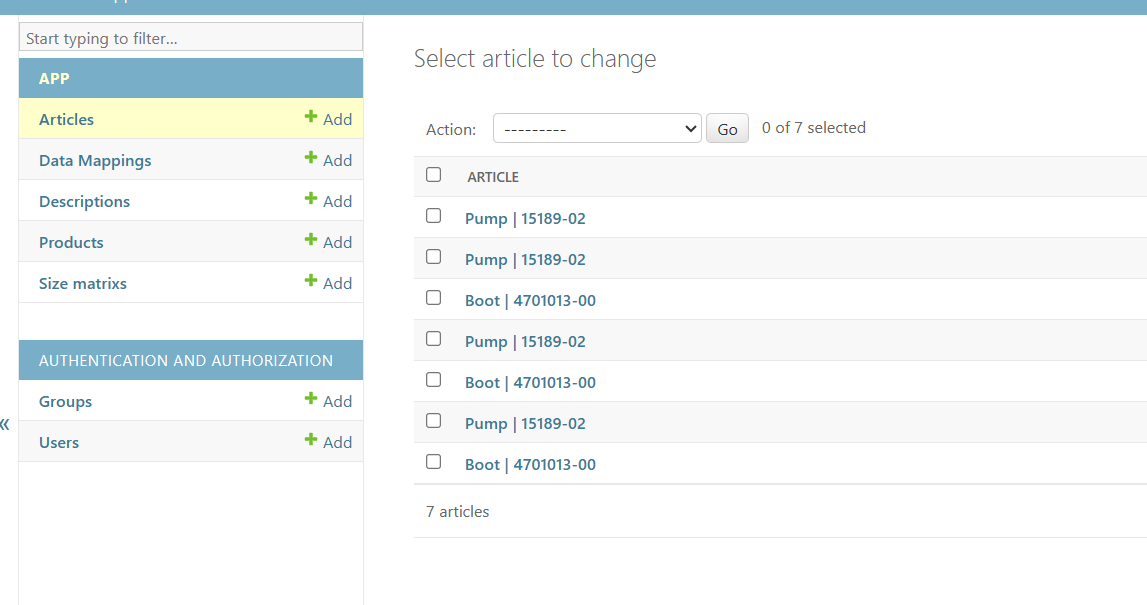 Start typing to filter...
APP
Articles + Add
Data Mappings + Add
Descriptions + Add
Products + Add
Size matrixs + Add
AUTHENTICATION AND AUTHORIZATION
Groups + Add
Users + Add
«
Select article to change
Action: --------- Go 0 of 7 selected
ARTICLE
Pump | 15189-02
Pump | 15189-02
Boot | 4701013-00
Pump | 15189-02
Boot | 4701013-00
Pump | 15189-02
Boot | 4701013-00
7 articles